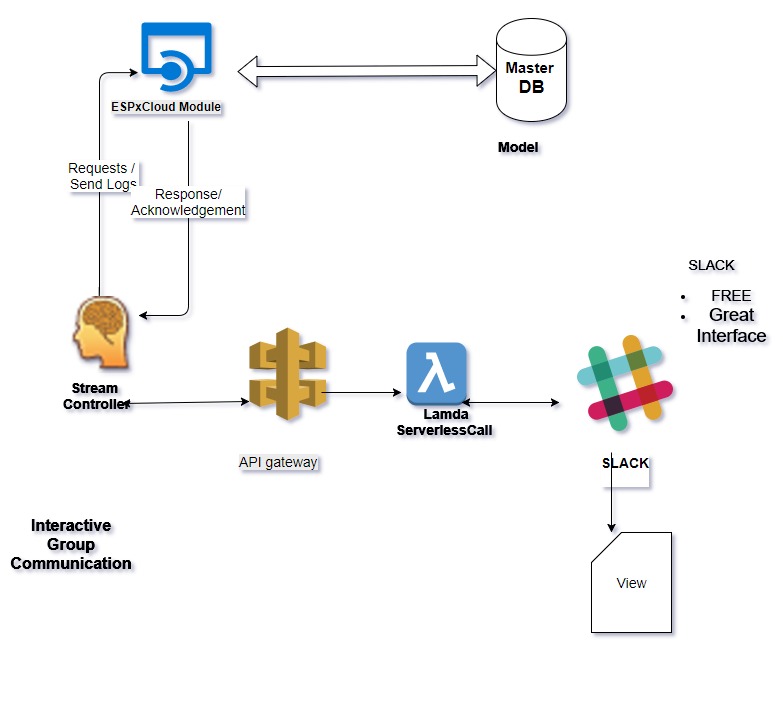 Master
DB
ESPxCloud Module
Model
Requests /
Send Logs
Response/
Acknowledgement
SLACK
• FREE
• Great
Interface
Stream
Controller
Lamda
ServerlessCall
API gateway
SLACK
Interactive
Group
Communication
View